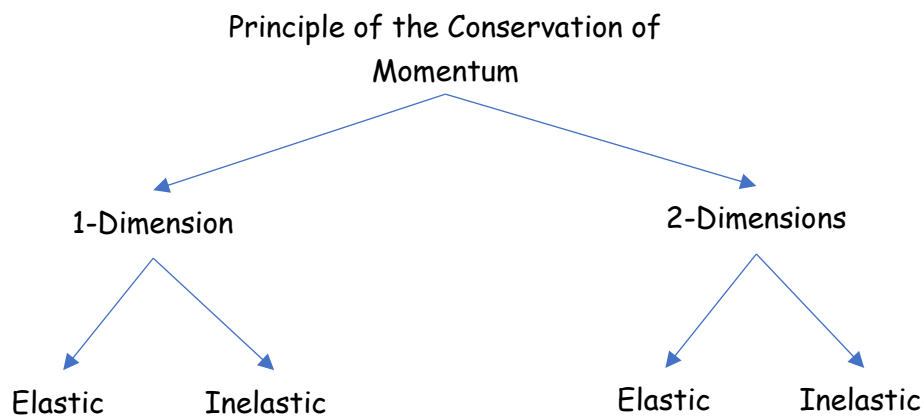 Principle of the Conservation of
Momentum
1-Dimension
2-Dimensions
Elastic
Inelastic
Elastic
Inelastic